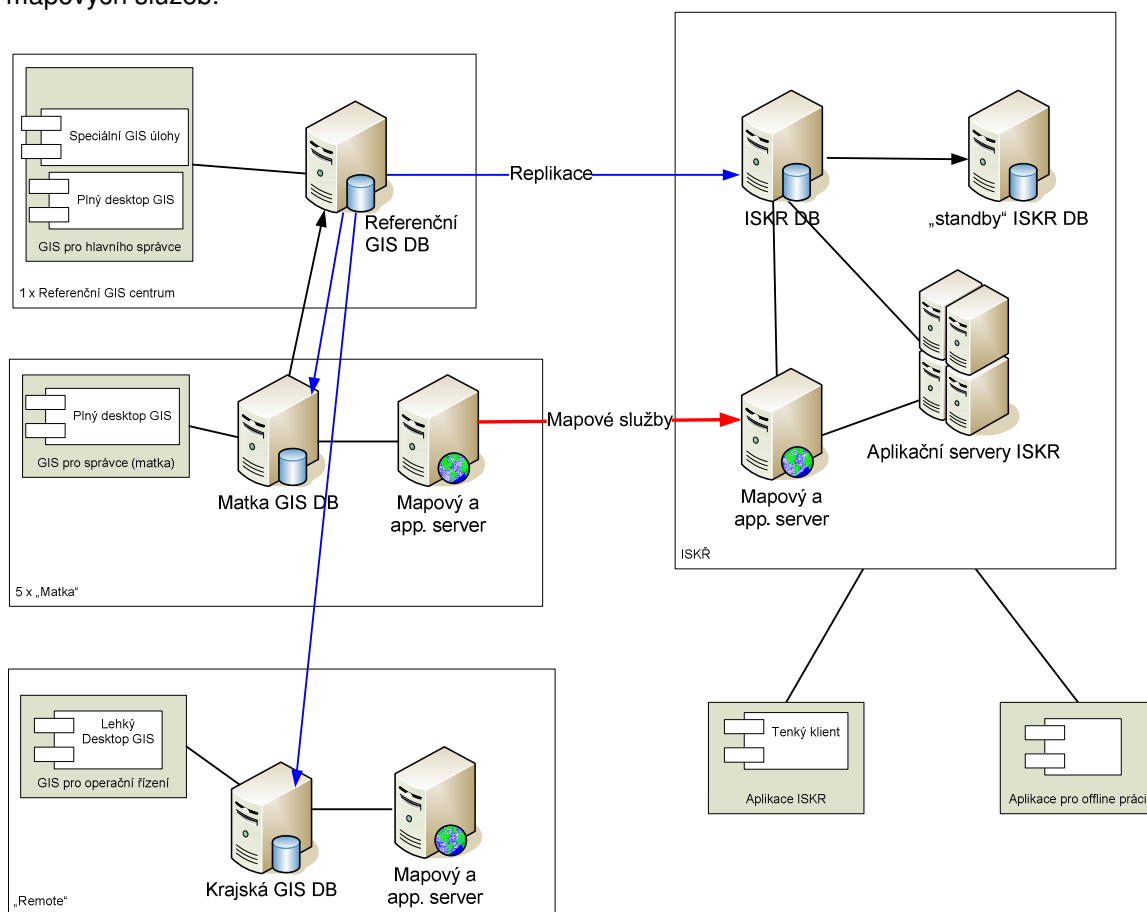 mapových služeb.
Speciální GIS úlohy
Plný desktop GIS
GIS pro hlavního správce
Referenční
GIS DB
1 x Referenční GIS centrum
Replikace
ISKR DB
„standby“ ISKR DB
Plný desktop GIS
GIS pro správce (matka)
Matka GIS DB
Mapový a
app. server
5 x „Matka“
Mapové služby
Mapový a
app. server
Aplikační servery ISKR
ISKŘ
Lehký
Desktop GIS
GIS pro operační řízení
Krajská GIS DB
Mapový a
app. server
„Remote“
Tenký klient
Aplikace ISKR
Aplikace pro offline práci